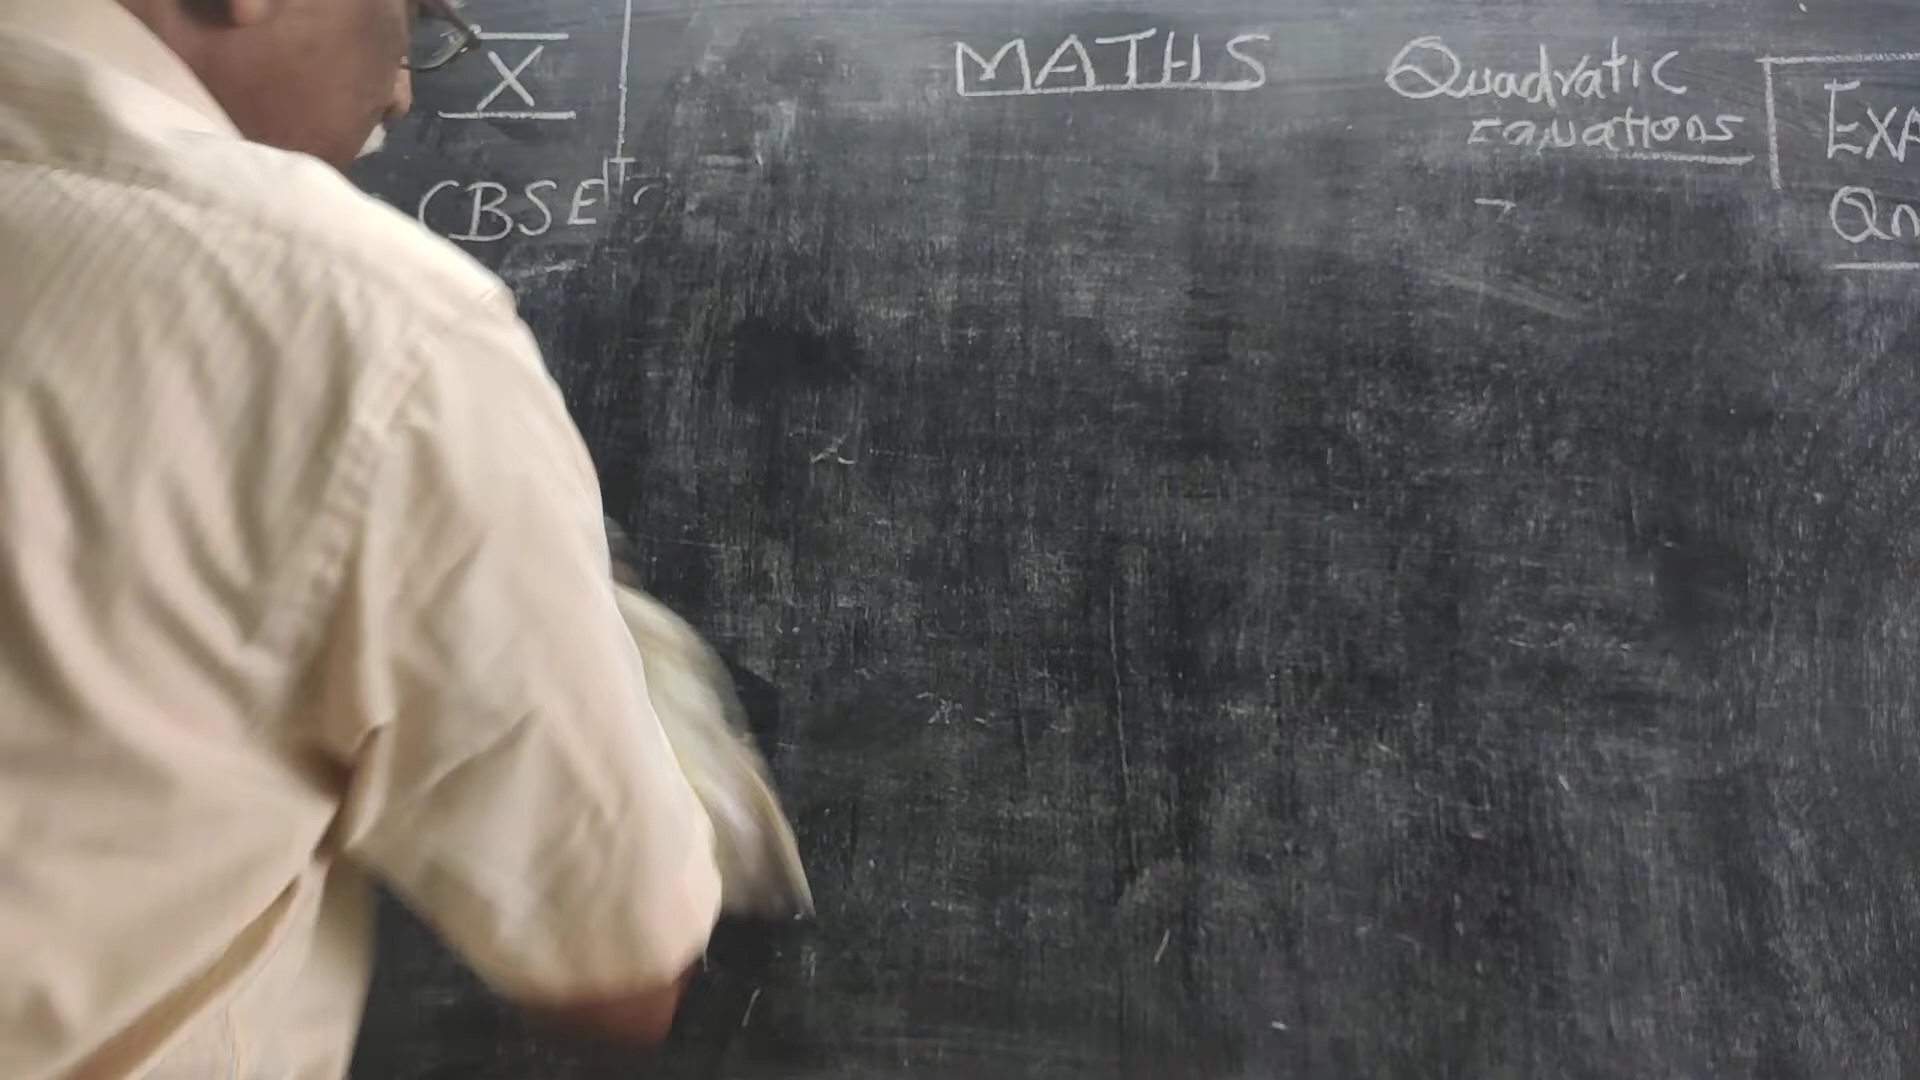 X
MATHS
Quadratic
Equations
EXA
CBSE
Qn